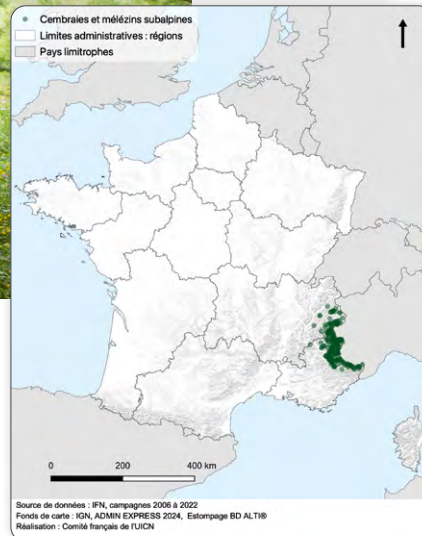 Cembraies et mélézins subalpines
Limites administratives : régions
Pays limitrophes
0 200 400 km
Source de données : IFN, campagnes 2006 à 2022
Fonds de carte : IGN, ADMIN EXPRESS 2024, Estompage BD ALTI®
Réalisation : Comité français de l'UICN